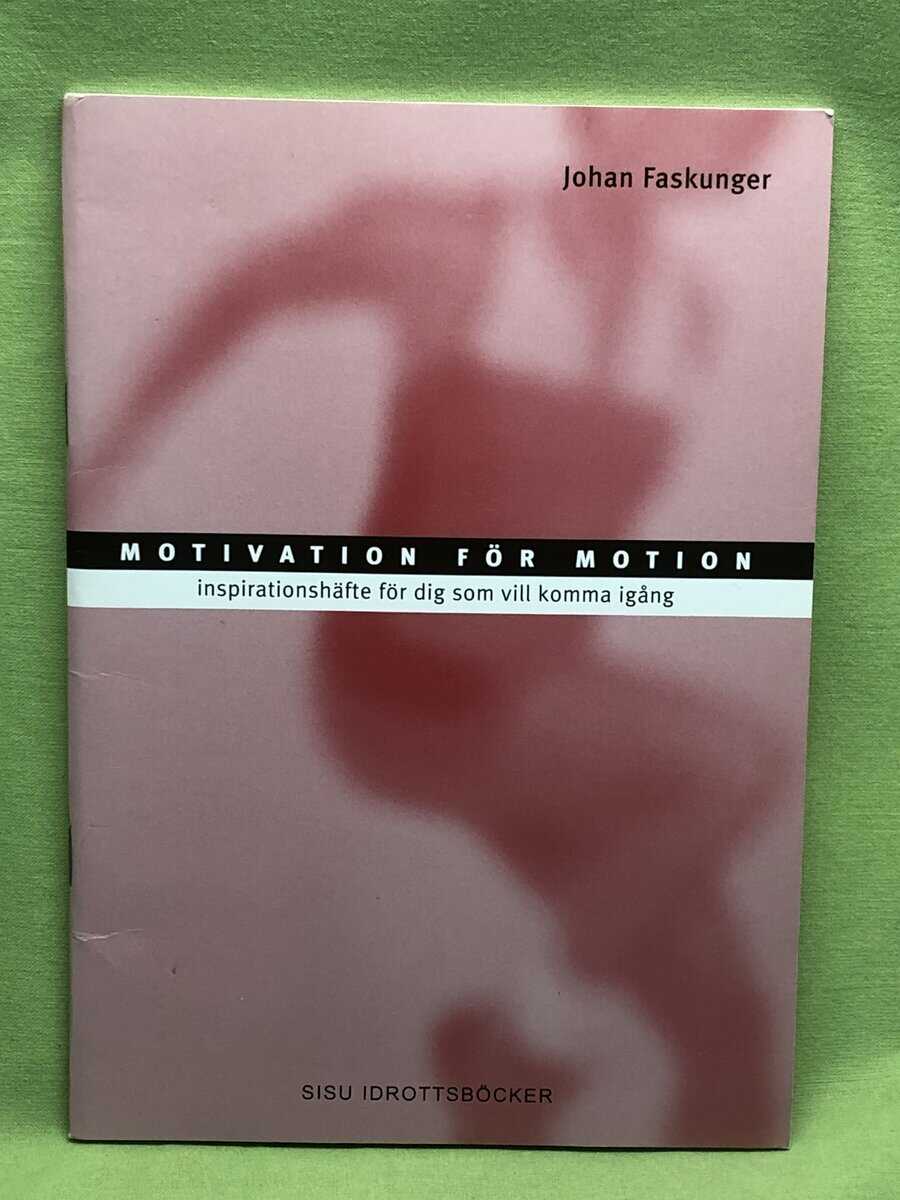 Johan Faskunger
MOTIVATION FÖR MOTION
inspirationshäfte för dig som vill komma igång
SISU IDROTTSBÖCKER